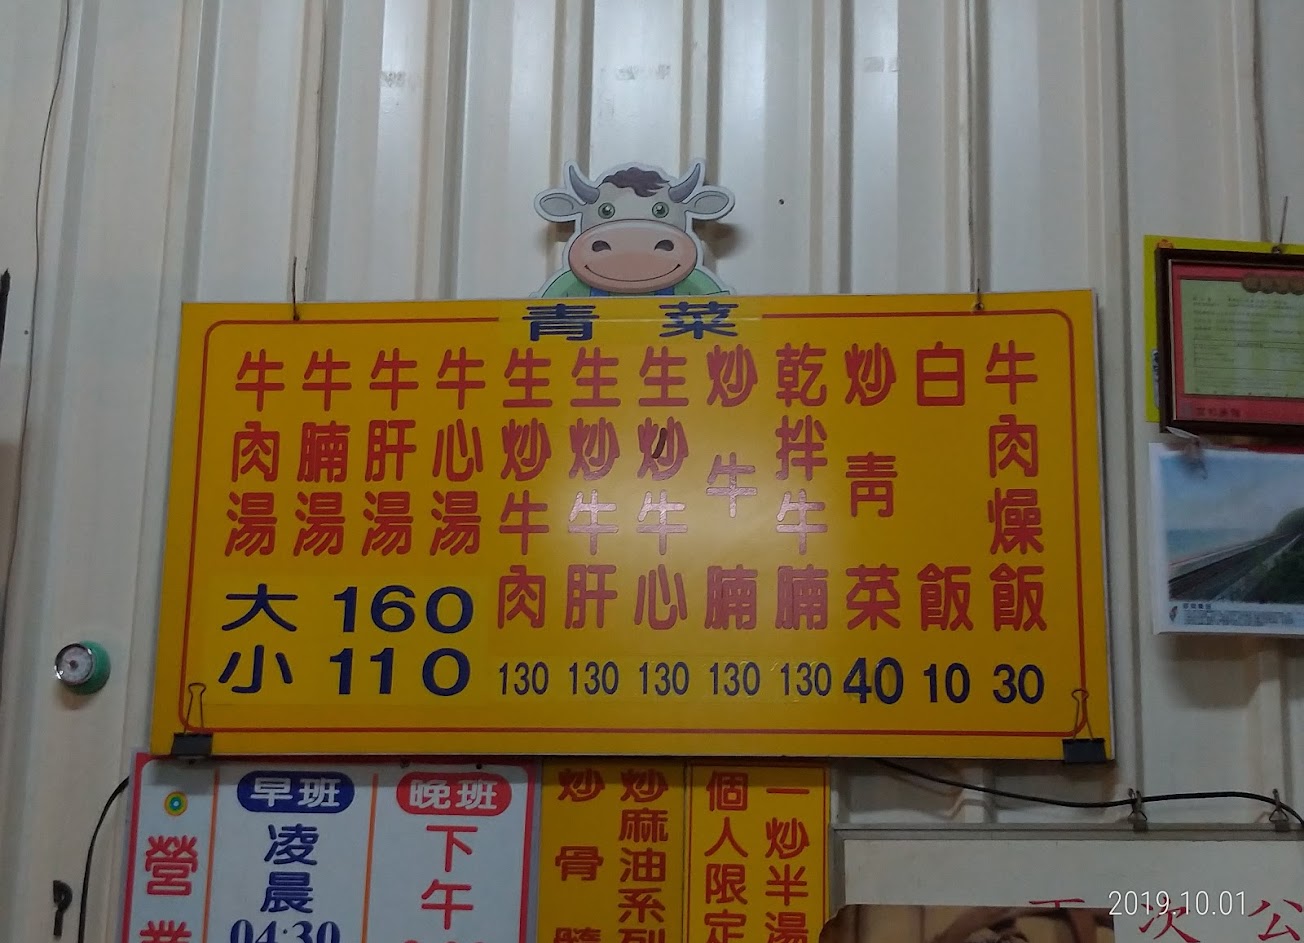 青菜
牛肉湯
牛腩湯
牛肝湯
牛心湯
大 160
小 110
生炒牛肉 130
生炒牛肝 130
生炒牛心 130
炒牛腩 130
乾拌牛腩 130
炒青菜 40
白飯 10
牛肉燥飯 30
營業
早班
凌晨
04:30
晚班
下午
炒骨髓
炒麻油系列
個人限定
一炒半湯
次公
2019.10.01